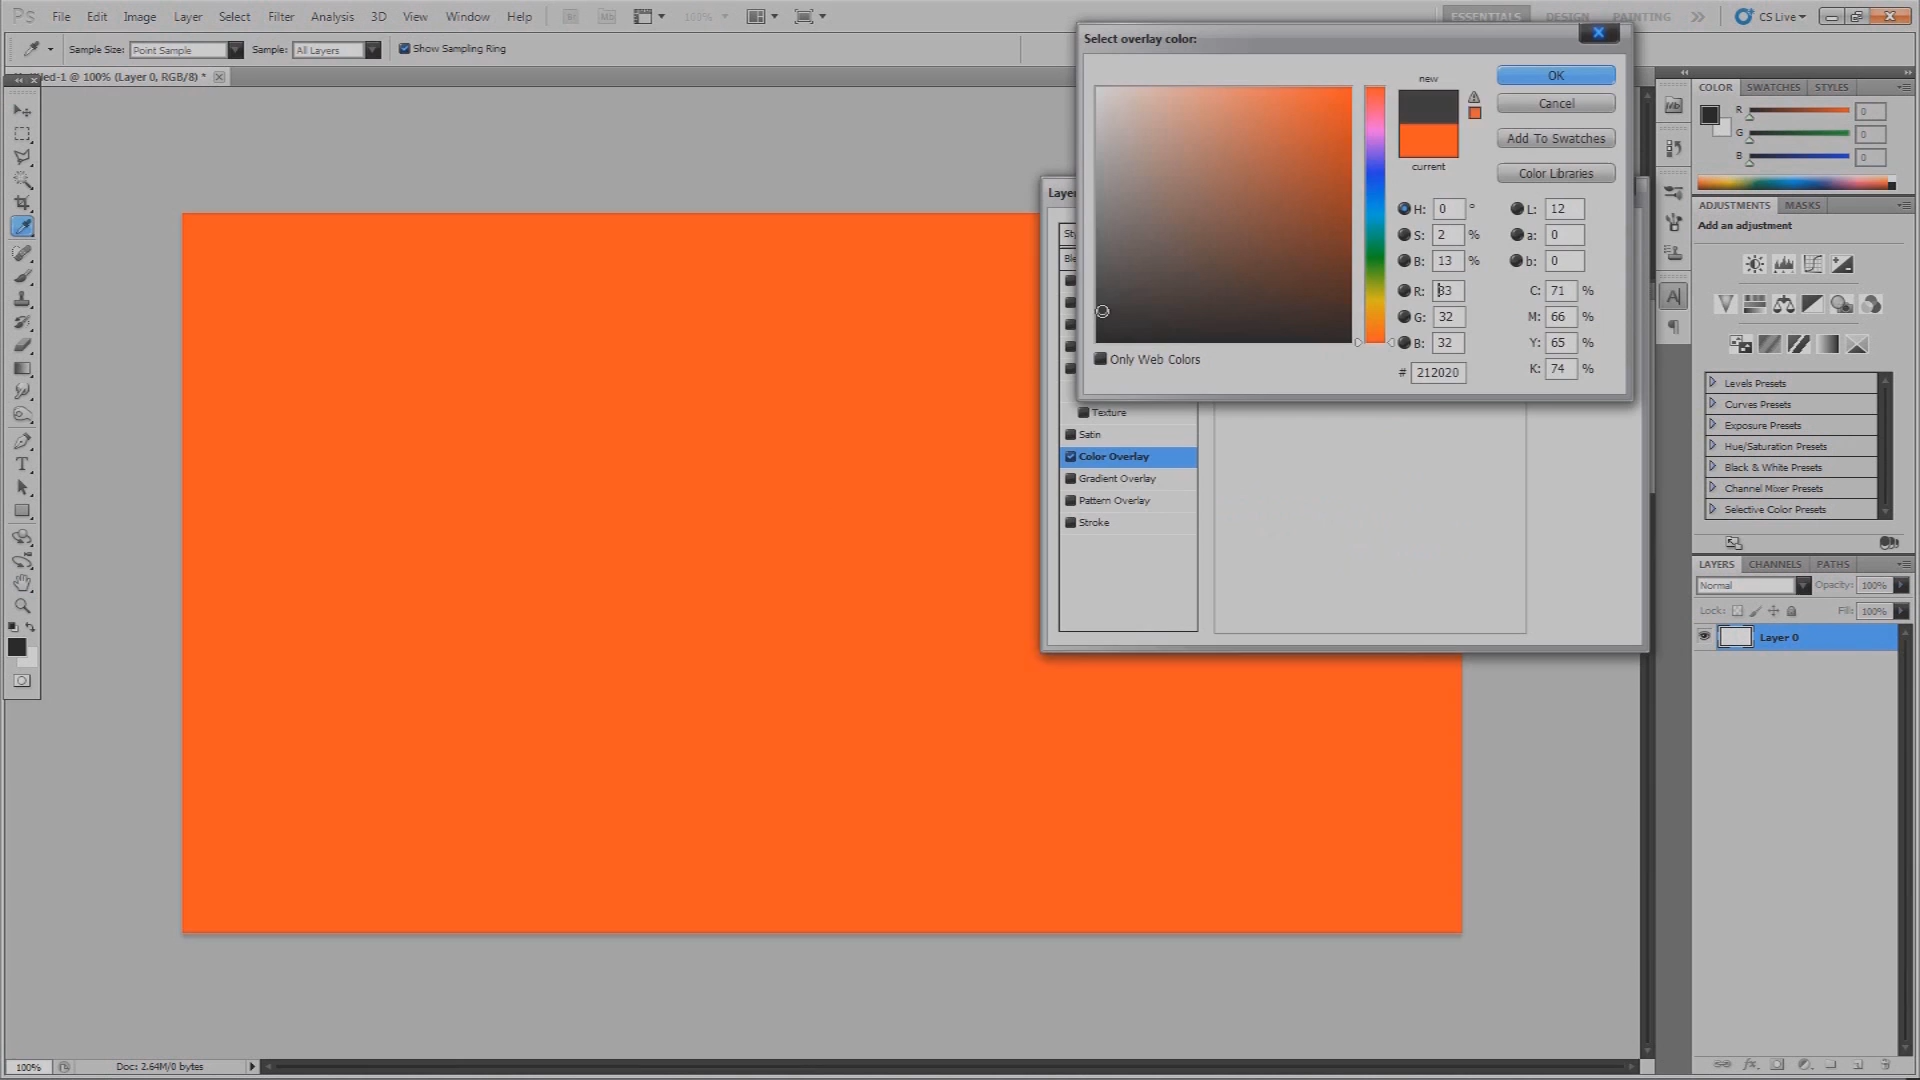 Ps File Edit Image Layer Select Filter Analysis 3D View Window Help Br Mb 100% ESSENTIALS DESIGN PAINTING CS Live
Sample Size: Point Sample Sample: All Layers Show Sampling Ring
-1 @ 100% (Layer 0, RGB/8) *
Select overlay color:
new
current
OK
Cancel
Add To Swatches
Color Libraries
H: 0 ° L: 12
S: 2 % a: 0
B: 13 % b: 0
R: 33 C: 71 %
G: 32 M: 66 %
B: 32 Y: 65 %
# 212020 K: 74 %
Only Web Colors
Texture
Satin
Color Overlay
Gradient Overlay
Pattern Overlay
Stroke
COLOR SWATCHES STYLES
R 0
G 0
B 0
ADJUSTMENTS MASKS
Add an adjustment
Levels Presets
Curves Presets
Exposure Presets
Hue/Saturation Presets
Black & White Presets
Channel Mixer Presets
Selective Color Presets
LAYERS CHANNELS PATHS
Normal Opacity: 100%
Lock: Fill: 100%
Layer 0
100% Doc: 2.64M/0 bytes